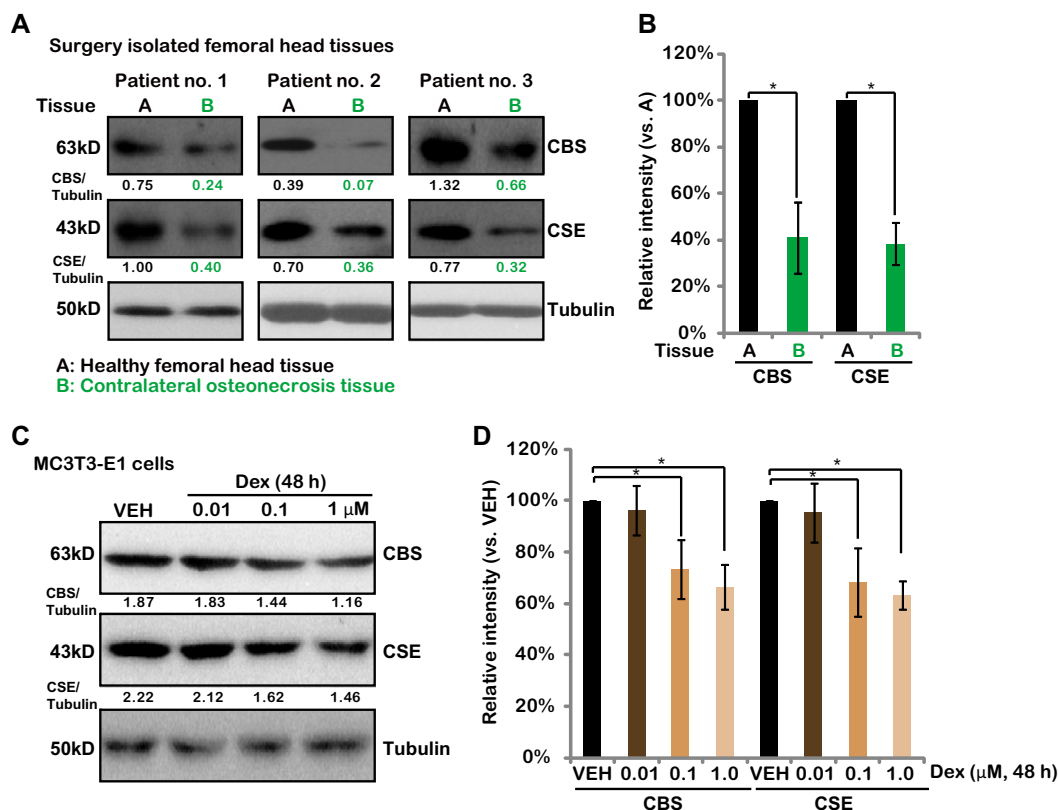 A
Surgery isolated femoral head tissues
Patient no. 1 Patient no. 2 Patient no. 3
Tissue A B A B A B
63kD CBS
CBS/
Tubulin 0.75 0.24 0.39 0.07 1.32 0.66
43kD CSE
CSE/
Tubulin 1.00 0.40 0.70 0.36 0.77 0.32
50kD Tubulin
A: Healthy femoral head tissue
B: Contralateral osteonecrosis tissue
B
Relative intensity (vs. A)
120%
100%
80%
60%
40%
20%
0%
* *
Tissue A B A B
CBS CSE
C
MC3T3-E1 cells
Dex (48 h)
VEH 0.01 0.1 1 μM
63kD CBS
CBS/
Tubulin 1.87 1.83 1.44 1.16
43kD CSE
CSE/
Tubulin 2.22 2.12 1.62 1.46
50kD Tubulin
D
Relative intensity (vs. VEH)
120%
100%
80%
60%
40%
20%
0%
* *
* *
VEH 0.01 0.1 1.0 VEH 0.01 0.1 1.0 Dex (μM, 48 h)
CBS CSE